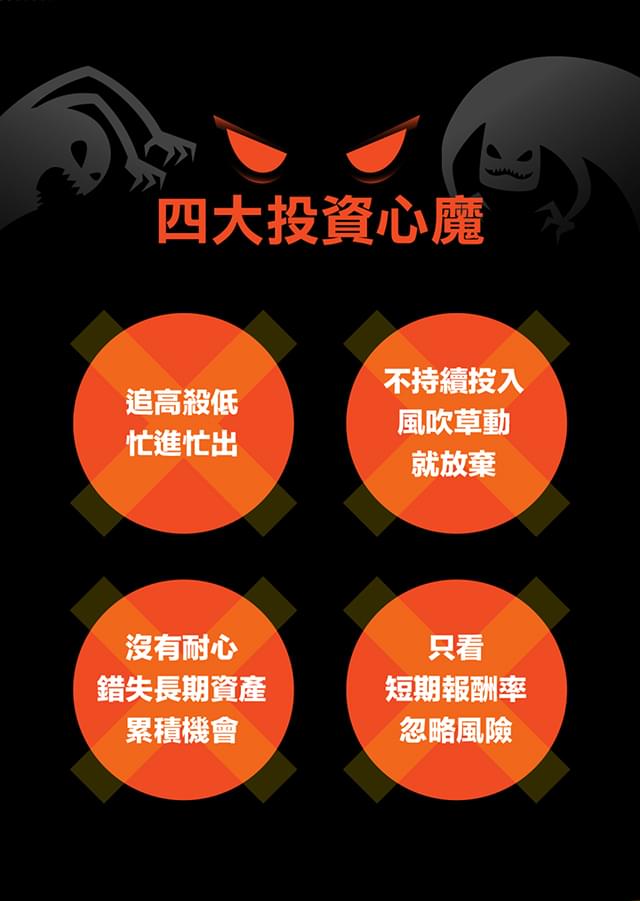 四大投資心魔
追高殺低
忙進忙出
不持續投入
風吹草動
就放棄
沒有耐心
錯失長期資產
累積機會
只看
短期報酬率
忽略風險